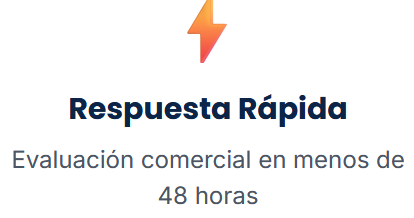 Respuesta Rápida
Evaluación comercial en menos de
48 horas